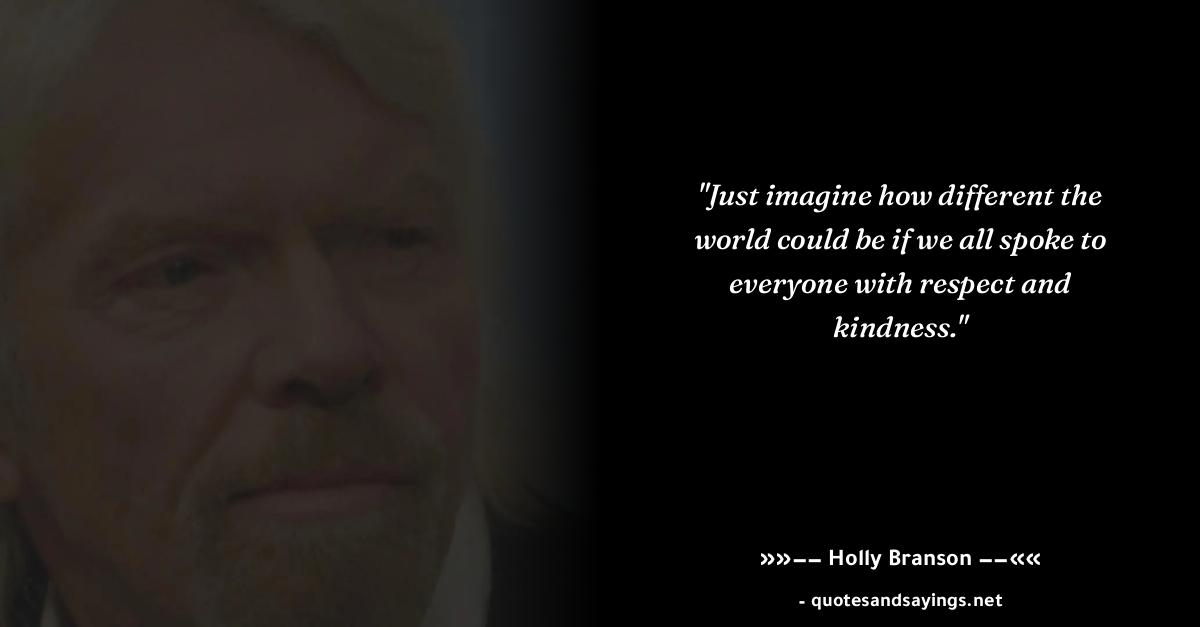 "Just imagine how different the
world could be if we all spoke to
everyone with respect and
kindness."
»»–– Holly Branson ––««
- quotesandsayings.net